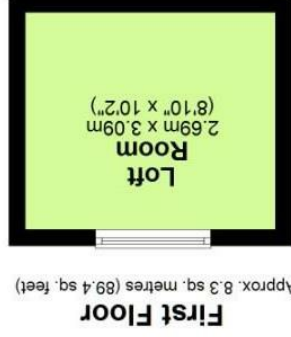 First Floor
Approx. 8.3 sq. metres (89.4 sq. feet)
Loft
Room
2.69m x 3.09m
(8'10" x 10'2")